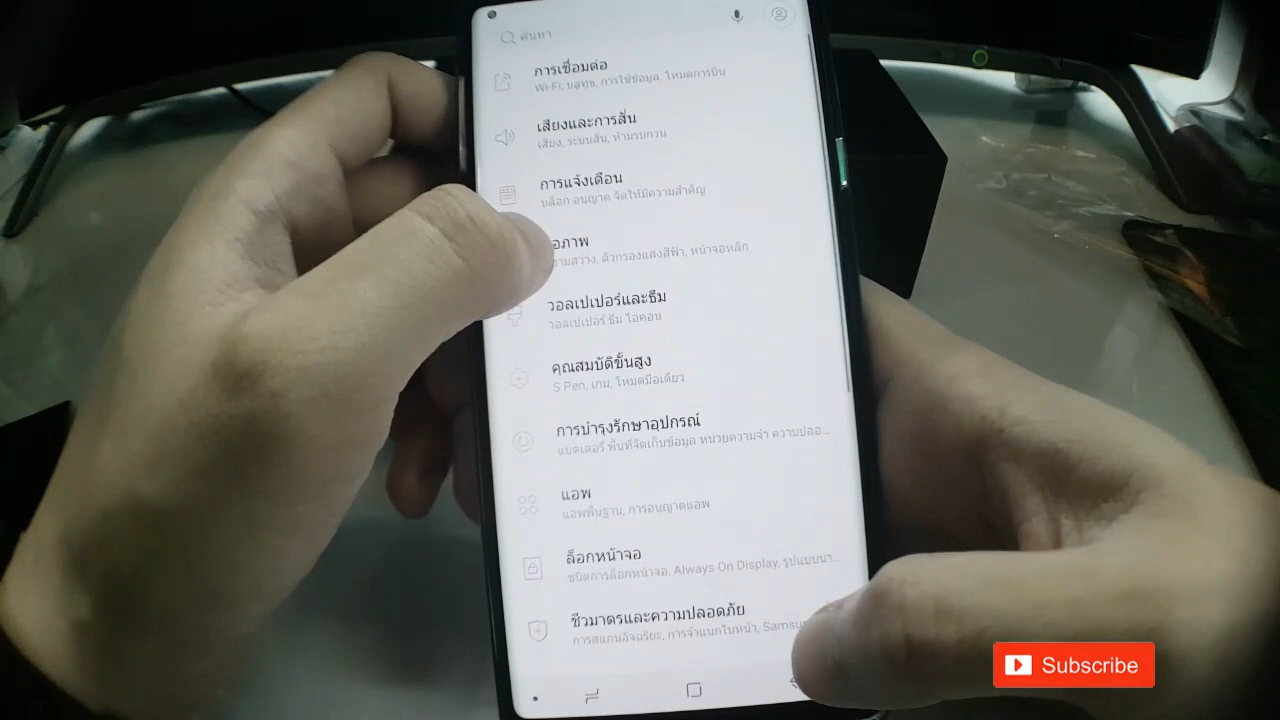 ค้นหา
การเชื่อมต่อ
Wi-Fi, บลูทูธ, การใช้ข้อมูล, โหมดการบิน
เสียงและการสั่น
เสียง, ระบบสั่น, ห้ามรบกวน
การแจ้งเตือน
บล็อก อนุญาต จัดให้มีความสำคัญ
อภาพ
วามสว่าง, ตัวกรองแสงสีฟ้า, หน้าจอหลัก
วอลเปเปอร์และธีม
วอลเปเปอร์ ธีม ไอคอน
คุณสมบัติขั้นสูง
S Pen, เกม, โหมดมือเดียว
การบำรุงรักษาอุปกรณ์
แบตเตอรี่ พื้นที่จัดเก็บข้อมูล หน่วยความจำ ความปลอ...
แอพ
แอพพื้นฐาน, การอนุญาตแอพ
ล็อกหน้าจอ
ชนิดการล็อกหน้าจอ, Always On Display, รูปแบบนา...
ชีวมาตรและความปลอดภัย
การสแกนอัจฉริยะ, การจำแนกใบหน้า, Samsu
Subscribe